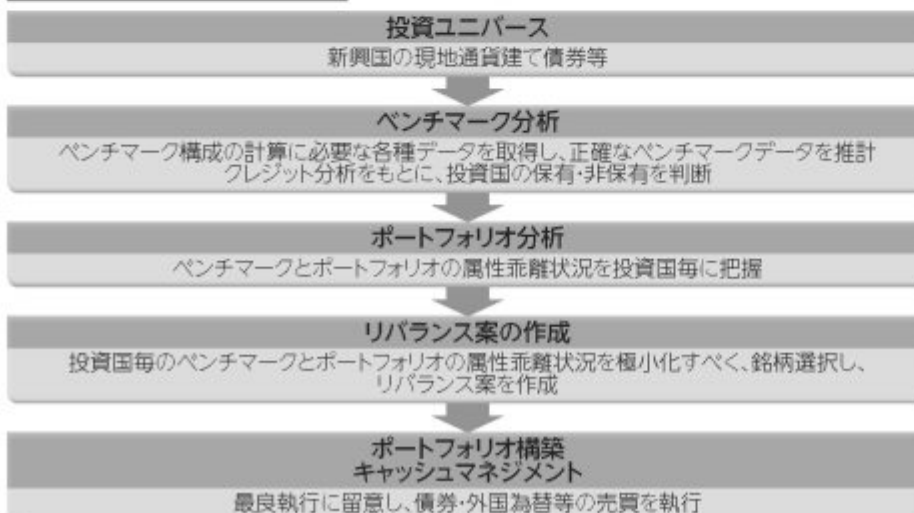 投資ユニバース
新興国の現地通貨建て債券等
ベンチマーク分析
ベンチマーク構成の計算に必要な各種データを取得し、正確なベンチマークデータを推計
クレジット分析をもとに、投資国の保有・非保有を判断
ポートフォリオ分析
ベンチマークとポートフォリオの属性乖離状況を投資国毎に把握
リバランス案の作成
投資国毎のベンチマークとポートフォリオの属性乖離状況を極小化すべく、銘柄選択し、
リバランス案を作成
ポートフォリオ構築
キャッシュマネジメント
最良執行に留意し、債券・外国為替等の売買を執行